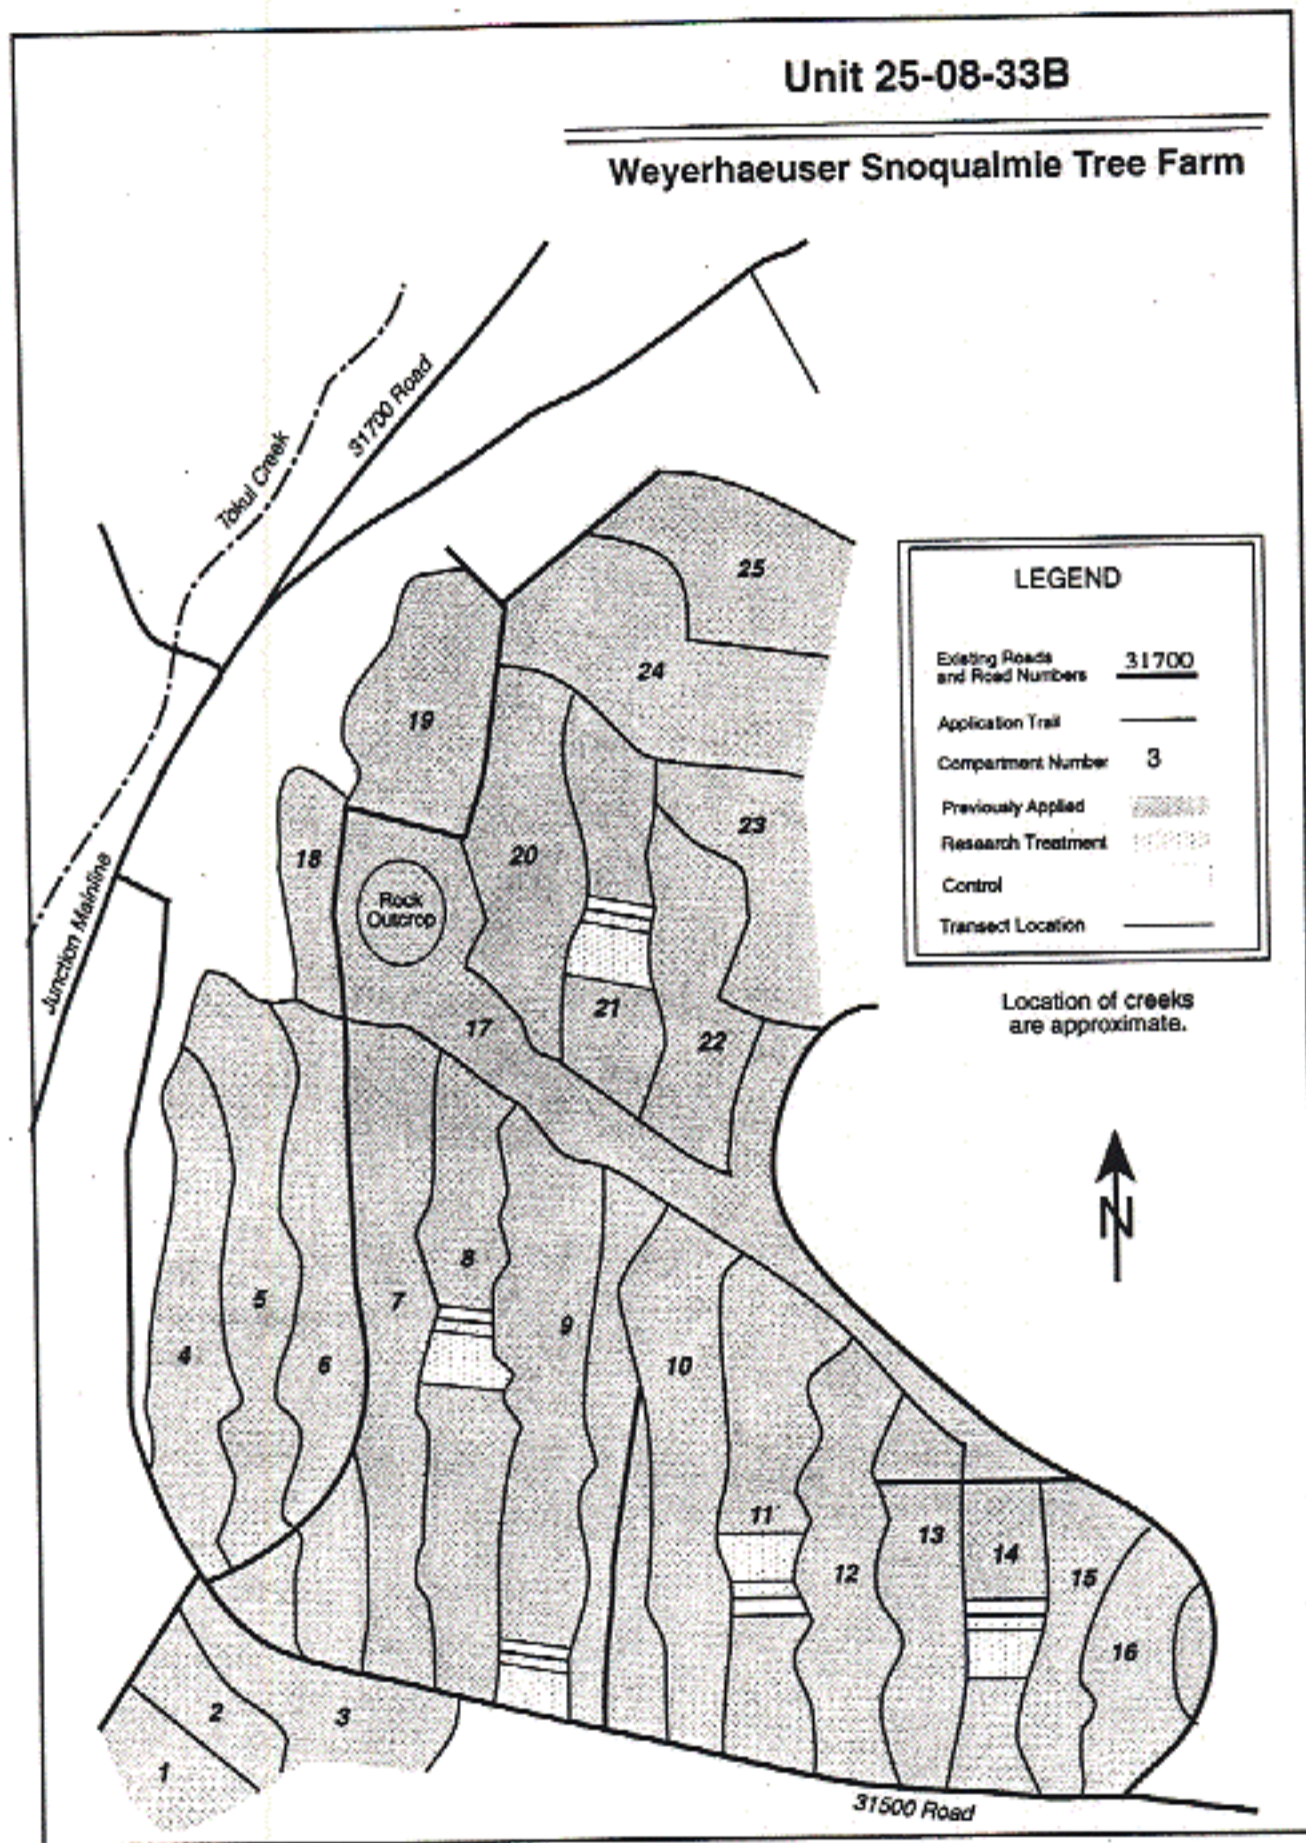 Unit 25-08-33B
Weyerhaeuser Snoqualmie Tree Farm
31700 Road
Tokul Creek
Junction Mainline
25
24
19
23
20
18
Rock
Outcrop
21
17
22
8
5
7
9
4
6
10
11
13
14
12
15
16
2
3
1
31500 Road
LEGEND
Existing Roads
and Road Numbers
31700
Application Trail
Compartment Number
3
Previously Applied
Research Treatment
Control
Transect Location
Location of creeks
are approximate.
N